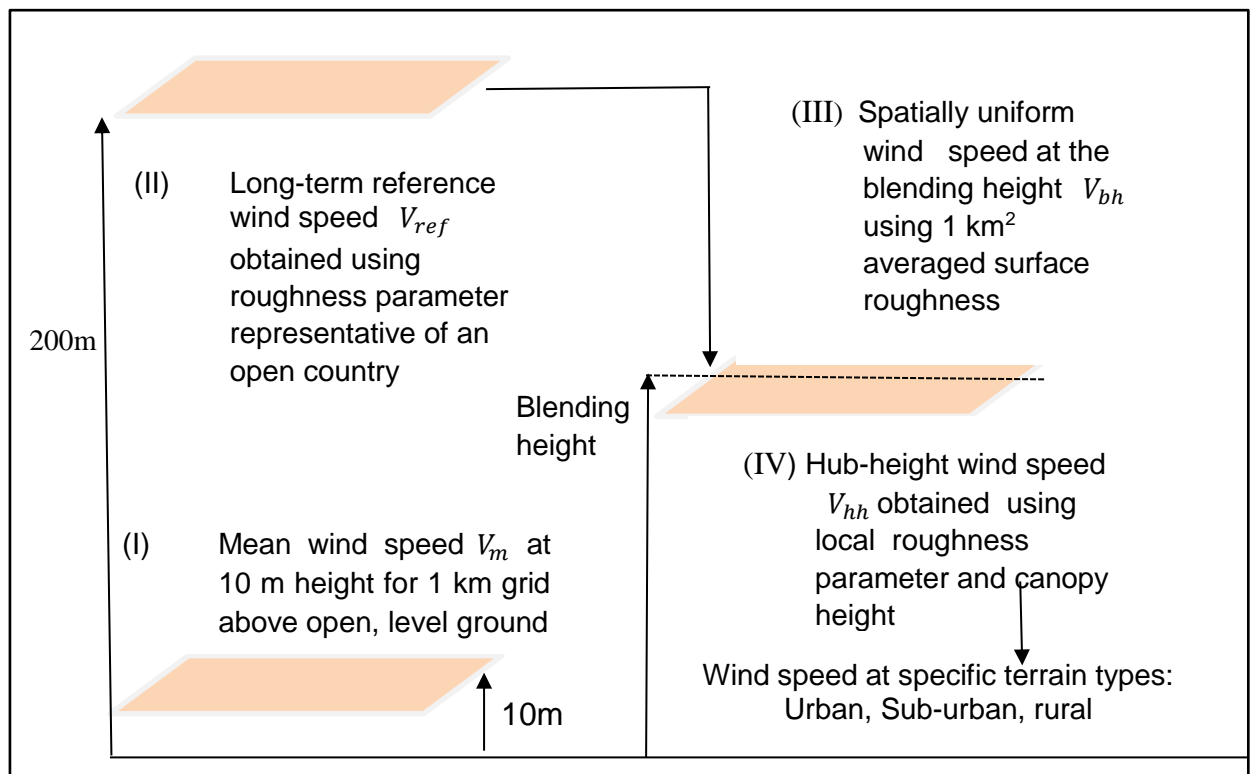 (II) Long-term reference
wind speed V_ref
obtained using
roughness parameter
representative of an
open country
200m
(I) Mean wind speed V_m at
10 m height for 1 km grid
above open, level ground
10m
(III) Spatially uniform
wind speed at the
blending height V_bh
using 1 km²
averaged surface
roughness
Blending
height
(IV) Hub-height wind speed
V_hh obtained using
local roughness
parameter and canopy
height
Wind speed at specific terrain types:
Urban, Sub-urban, rural